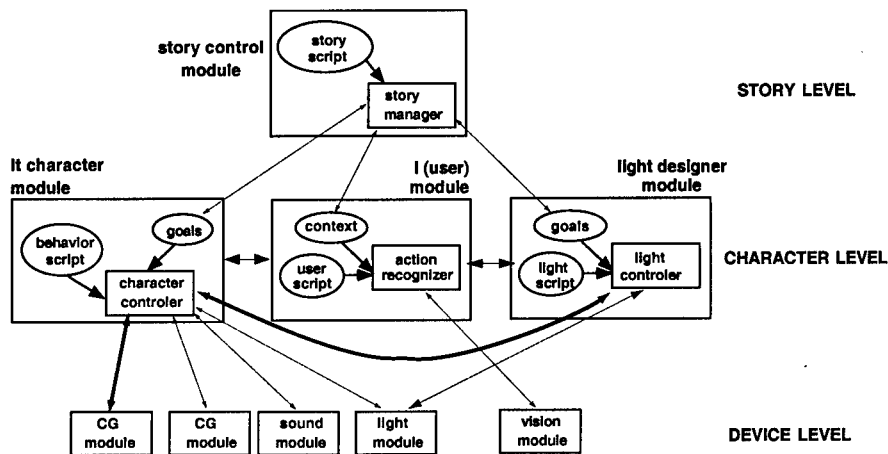 story control
module
story
script
story
manager
STORY LEVEL
It character
module
I (user)
module
light designer
module
behavior
script
goals
character
controler
context
user
script
action
recognizer
goals
light
script
light
controler
CHARACTER LEVEL
CG
module
CG
module
sound
module
light
module
vision
module
DEVICE LEVEL